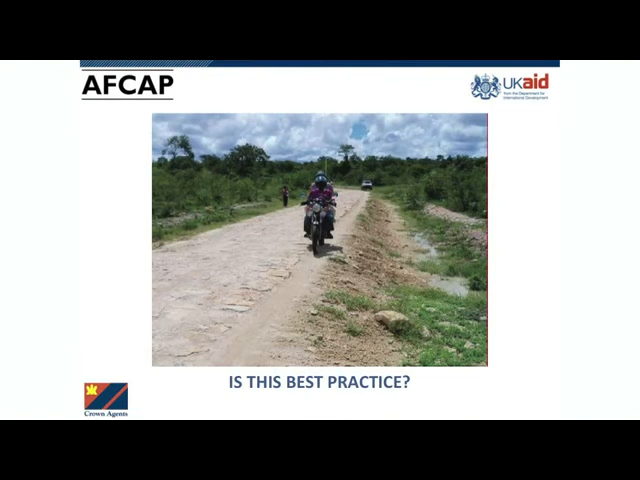 AFCAP
UKaid
from the Department for
International Development
IS THIS BEST PRACTICE?
Crown Agents